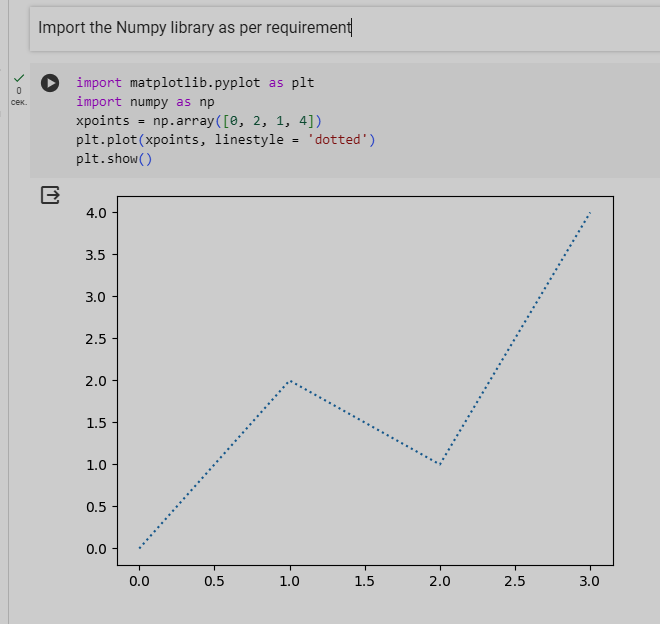 Import the Numpy library as per requirement
0
сек.
import matplotlib.pyplot as plt
import numpy as np
xpoints = np.array([0, 2, 1, 4])
plt.plot(xpoints, linestyle = 'dotted')
plt.show()
4.0
3.5
3.0
2.5
2.0
1.5
1.0
0.5
0.0
0.0 0.5 1.0 1.5 2.0 2.5 3.0